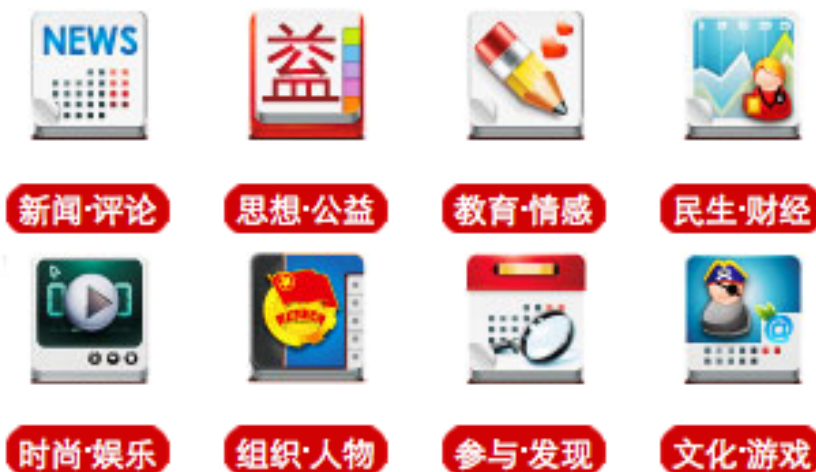 NEWS
益
新闻·评论
思想·公益
教育·情感
民生·财经
@
时尚·娱乐
组织·人物
参与·发现
文化·游戏